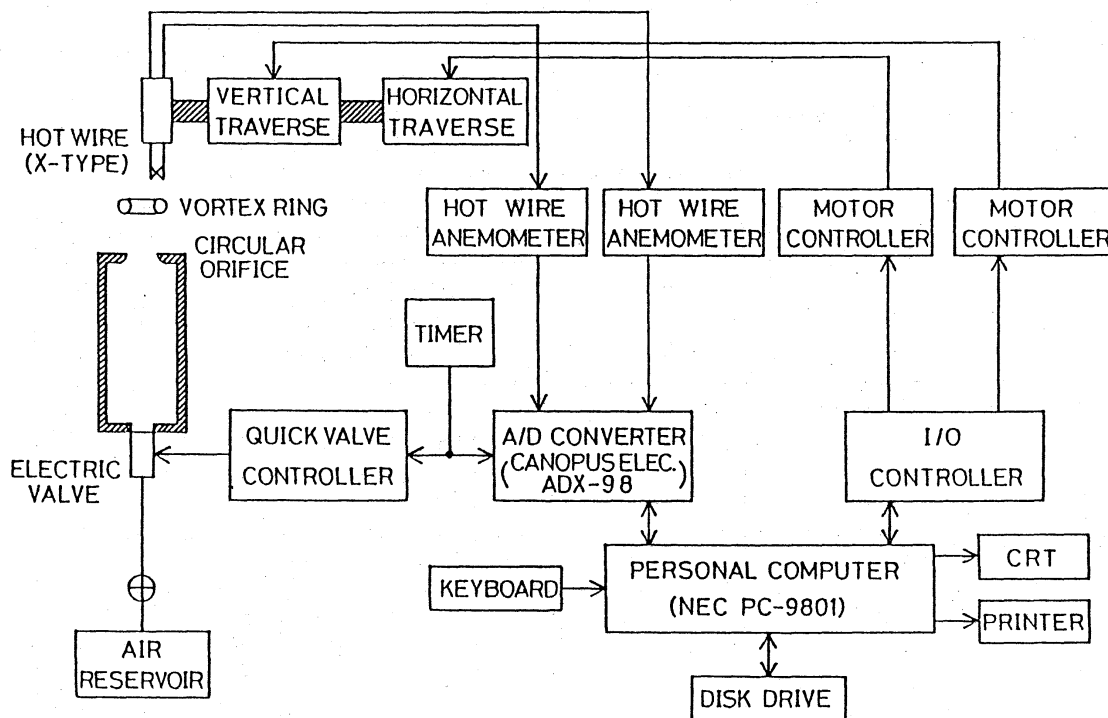 VERTICAL
TRAVERSE
HORIZONTAL
TRAVERSE
HOT WIRE
(X-TYPE)
VORTEX RING
CIRCULAR
ORIFICE
HOT WIRE
ANEMOMETER
HOT WIRE
ANEMOMETER
MOTOR
CONTROLLER
MOTOR
CONTROLLER
TIMER
QUICK VALVE
CONTROLLER
A/D CONVERTER
(CANOPUS ELEC.
ADX-98)
I/O
CONTROLLER
ELECTRIC
VALVE
KEYBOARD
PERSONAL COMPUTER
(NEC PC-9801)
CRT
PRINTER
AIR
RESERVOIR
DISK DRIVE